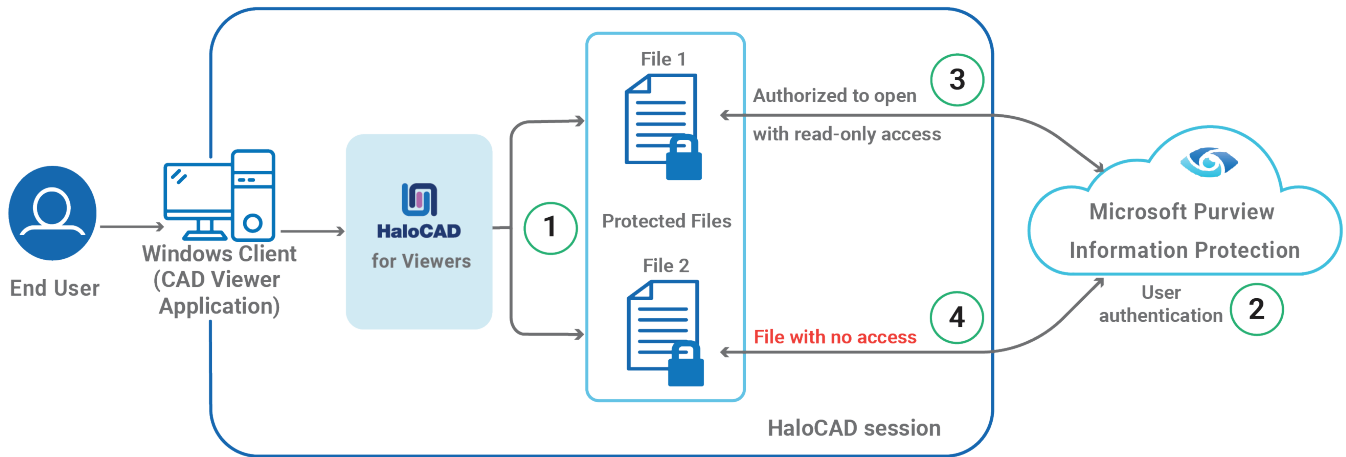 End User
Windows Client
(CAD Viewer
Application)
HaloCAD
for Viewers
1
File 1
Protected Files
File 2
Authorized to open
with read-only access
3
File with no access
4
Microsoft Purview
Information Protection
User
authentication
2
HaloCAD session